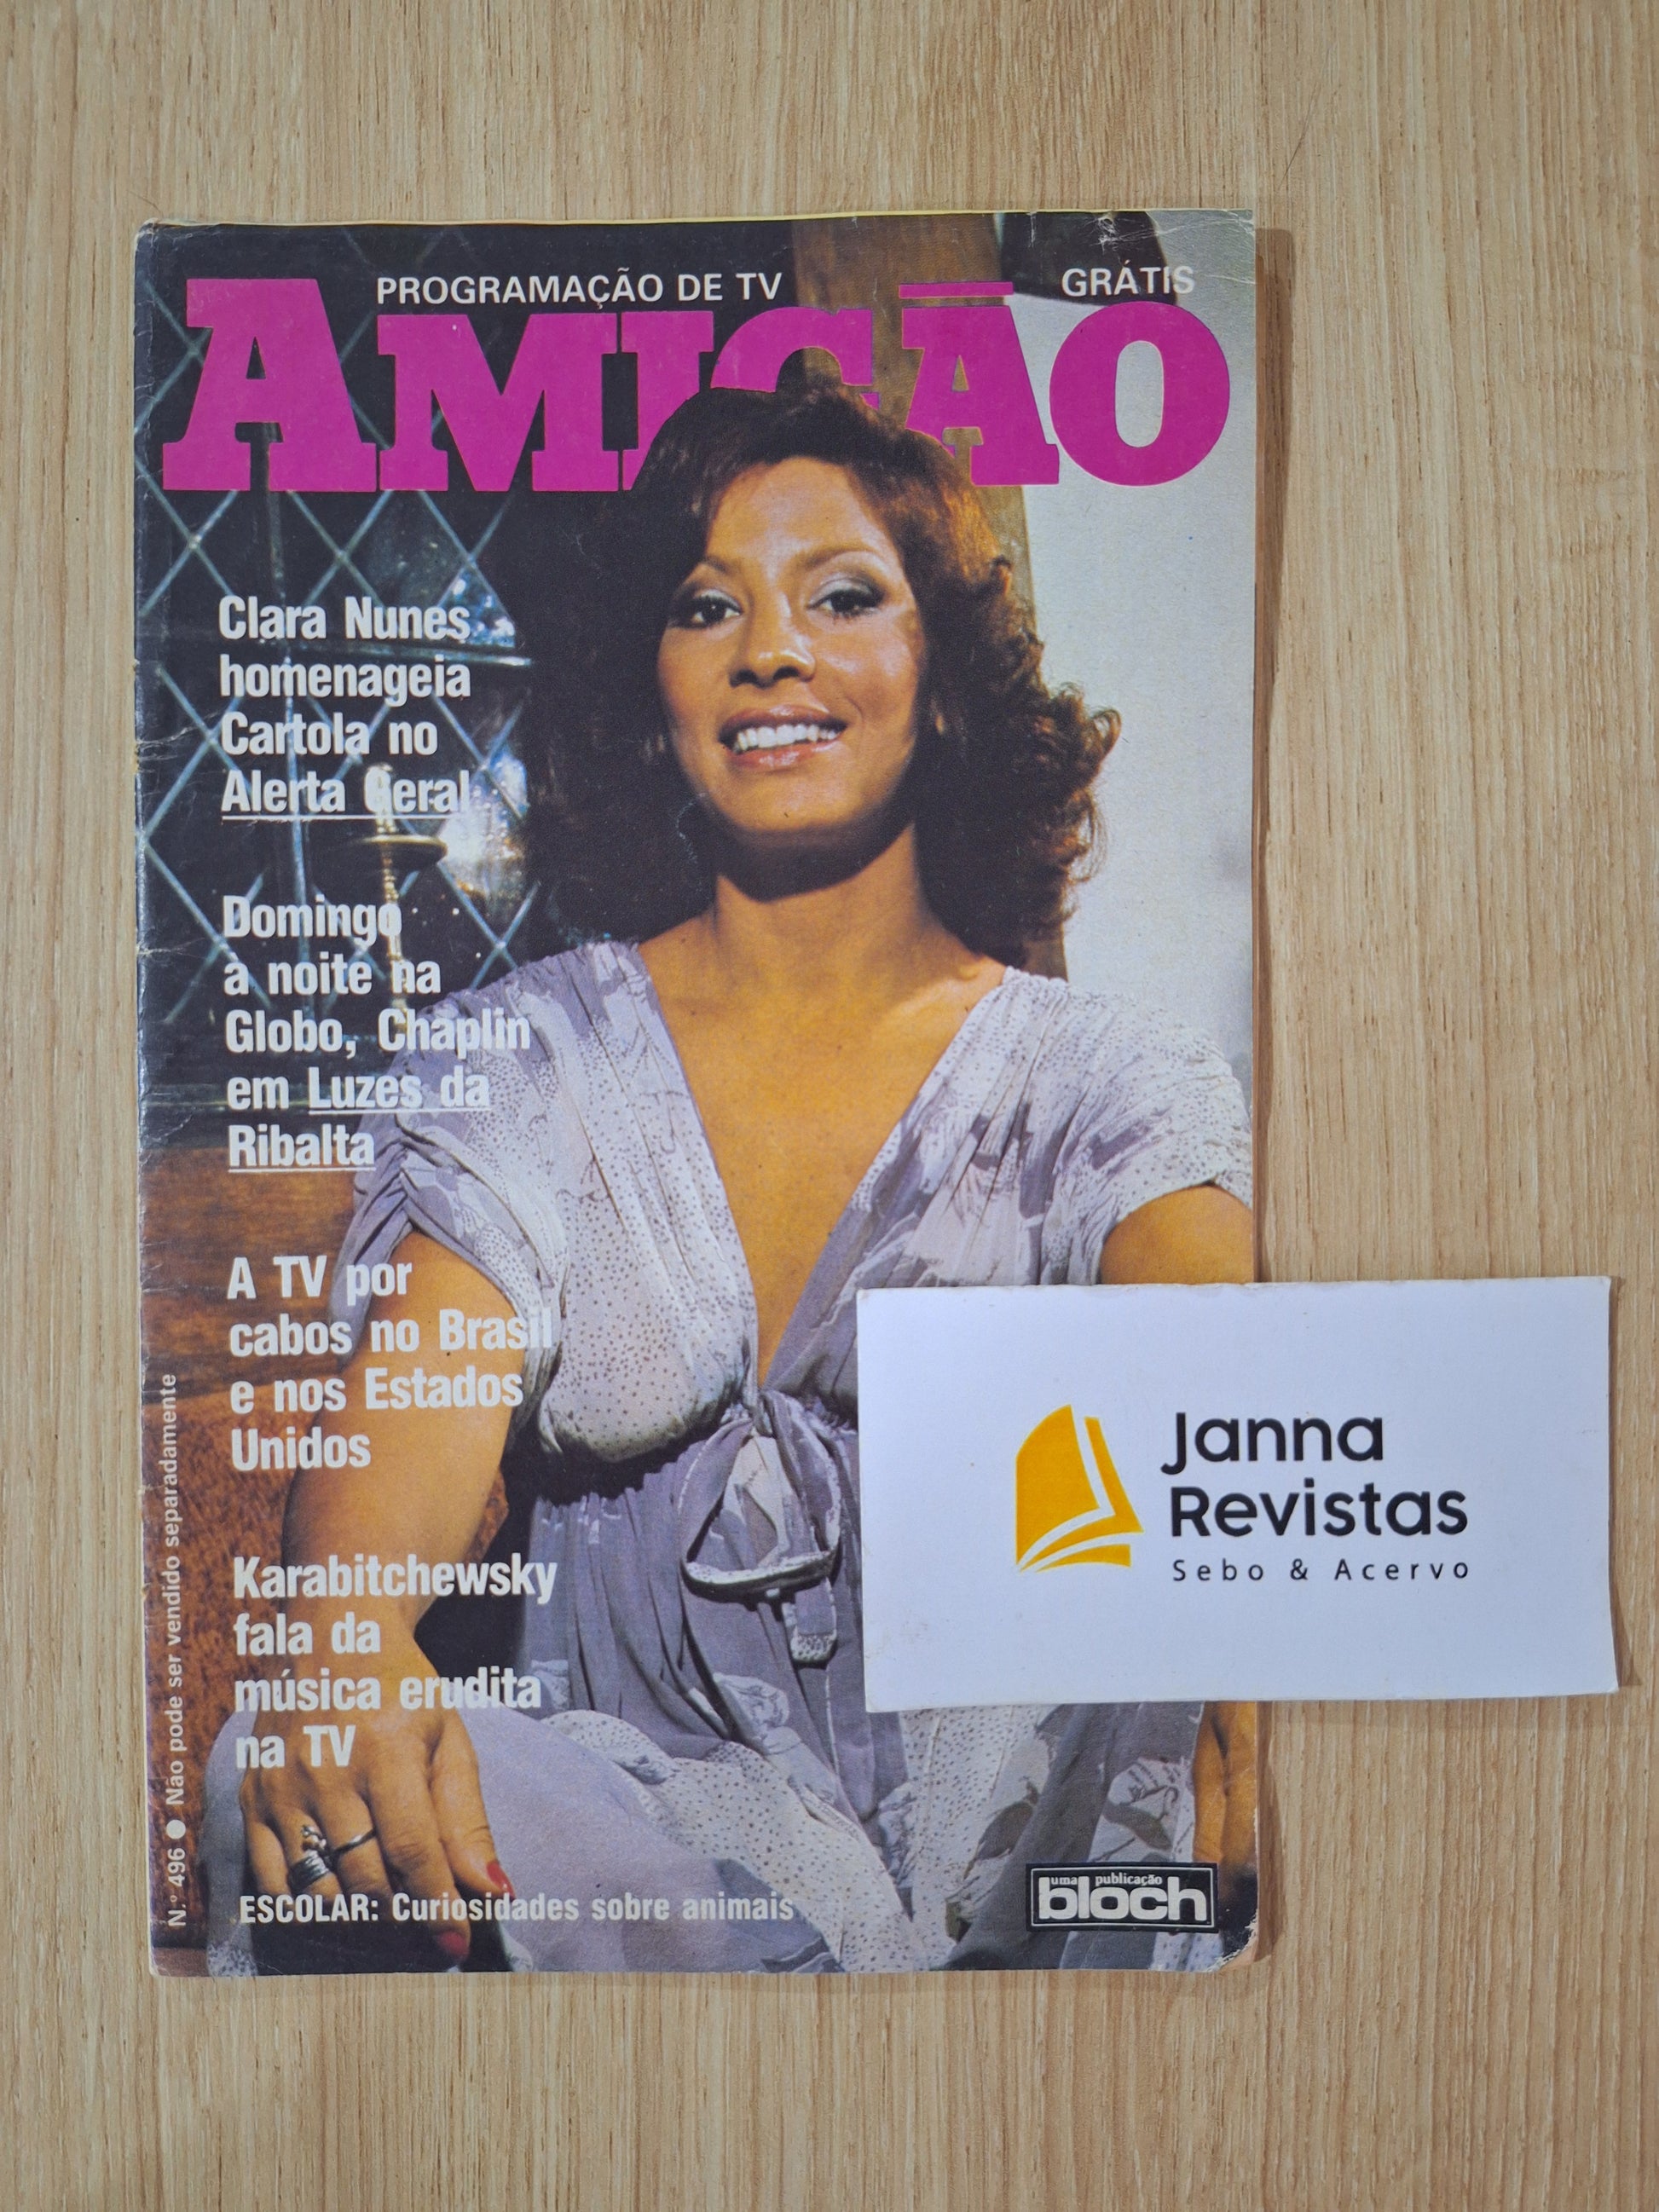 PROGRAMAÇÃO DE TV
GRÁTIS
AMIGÃO
Clara Nunes
homenageia
Cartola no
Alerta Geral
Domingo
à noite na
Globo, Chaplin
em Luzes da
Ribalta
A TV por
cabos no Brasil
e nos Estados
Unidos
Karabitchewsky
fala da
música erudita
na TV
ESCOLAR: Curiosidades sobre animais
N.º 496 ● Não pode ser vendido separadamente
uma publicação
bloch
Janna
Revistas
Sebo & Acervo